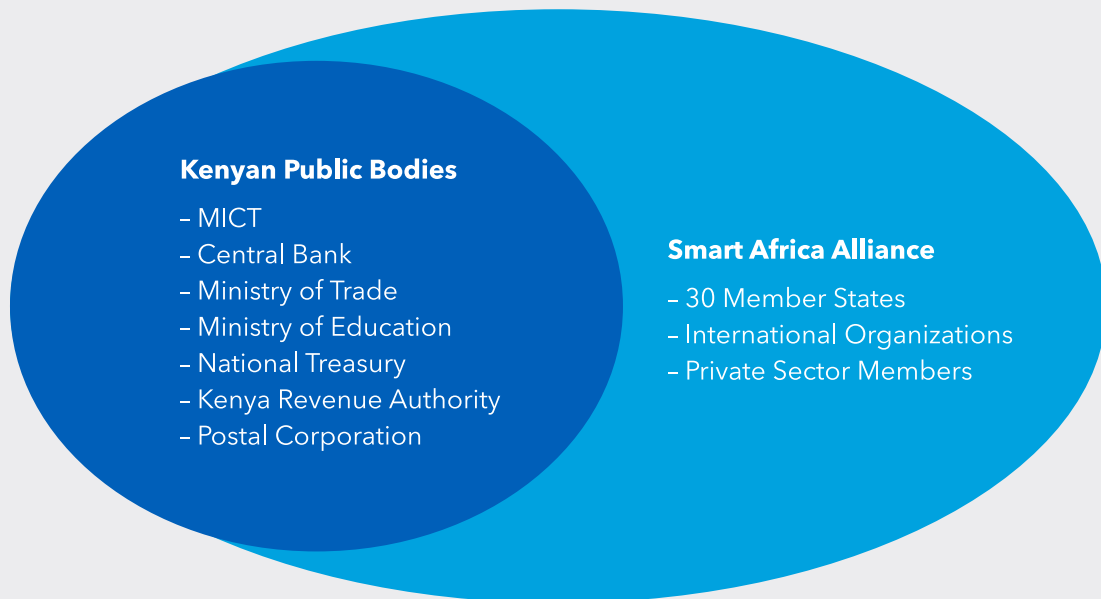 Kenyan Public Bodies
– MICT
– Central Bank
– Ministry of Trade
– Ministry of Education
– National Treasury
– Kenya Revenue Authority
– Postal Corporation
Smart Africa Alliance
– 30 Member States
– International Organizations
– Private Sector Members